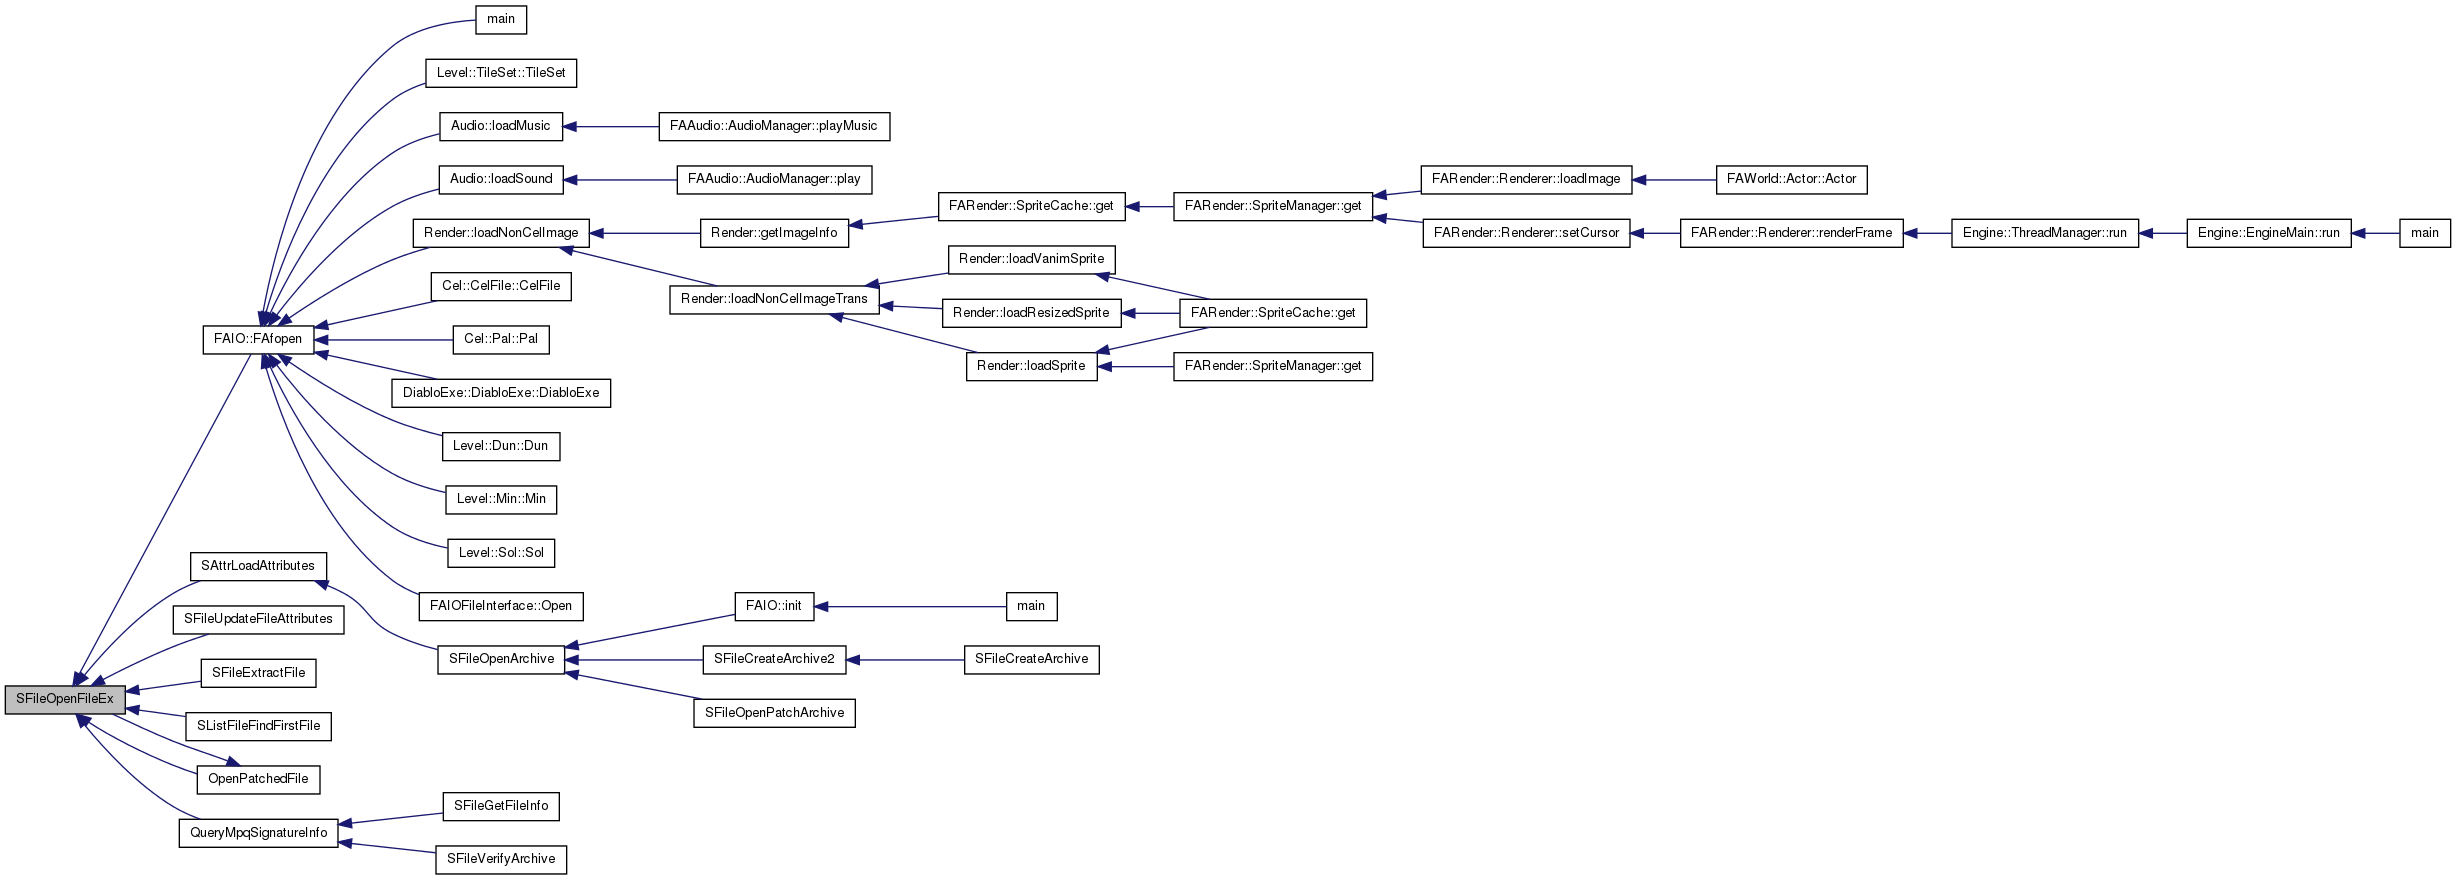 main
Level::TileSet::TileSet
Audio::loadMusic
FAAudio::AudioManager::playMusic
Audio::loadSound
FAAudio::AudioManager::play
FARender::Renderer::loadImage
FAWorld::Actor::Actor
FARender::SpriteCache::get
FARender::SpriteManager::get
Render::loadNonCelImage
Render::getImageInfo
FARender::Renderer::setCursor
FARender::Renderer::renderFrame
Engine::ThreadManager::run
Engine::EngineMain::run
main
Render::loadVanimSprite
Cel::CelFile::CelFile
Render::loadNonCelImageTrans
Render::loadResizedSprite
FARender::SpriteCache::get
FAIO::FAfopen
Cel::Pal::Pal
Render::loadSprite
FARender::SpriteManager::get
DiabloExe::DiabloExe::DiabloExe
Level::Dun::Dun
Level::Min::Min
Level::Sol::Sol
SAttrLoadAttributes
FAIOFileInterface::Open
FAIO::init
main
SFileUpdateFileAttributes
SFileOpenArchive
SFileCreateArchive2
SFileCreateArchive
SFileExtractFile
SFileOpenFileEx
SFileOpenPatchArchive
SListFileFindFirstFile
OpenPatchedFile
SFileGetFileInfo
QueryMpqSignatureInfo
SFileVerifyArchive